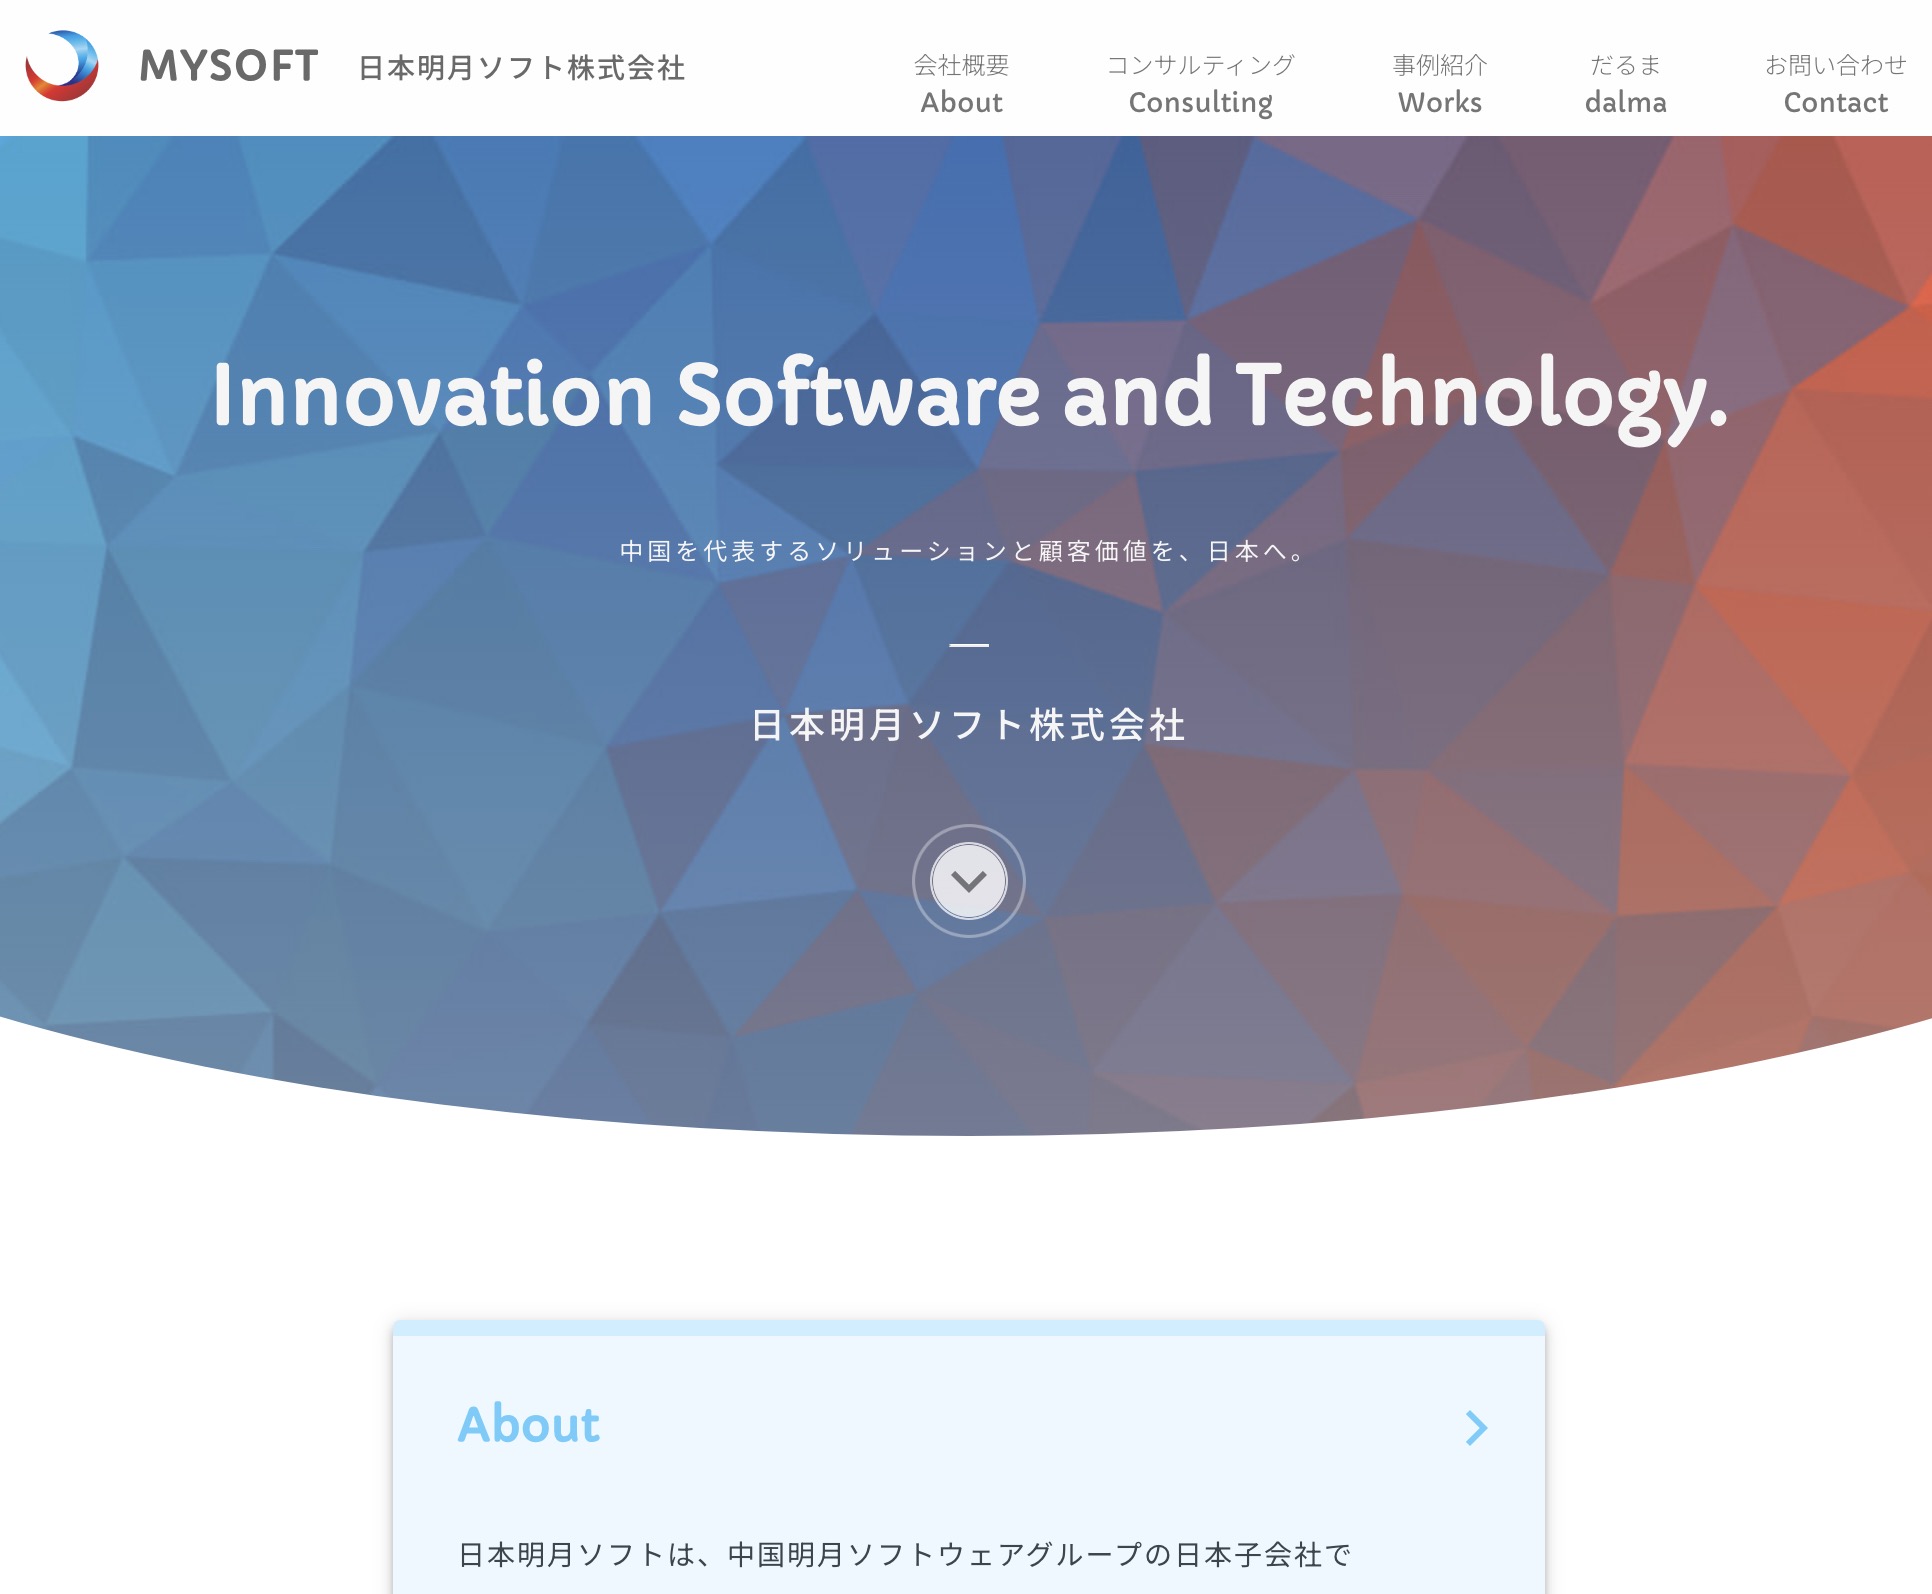 MYSOFT 日本明月ソフト株式会社
会社概要 コンサルティング 事例紹介 だるま お問い合わせ
About Consulting Works dalma Contact
Innovation Software and Technology.
中国を代表するソリューションと顧客価値を、日本へ。
日本明月ソフト株式会社
About
日本明月ソフトは、中国明月ソフトウェアグループの日本子会社で